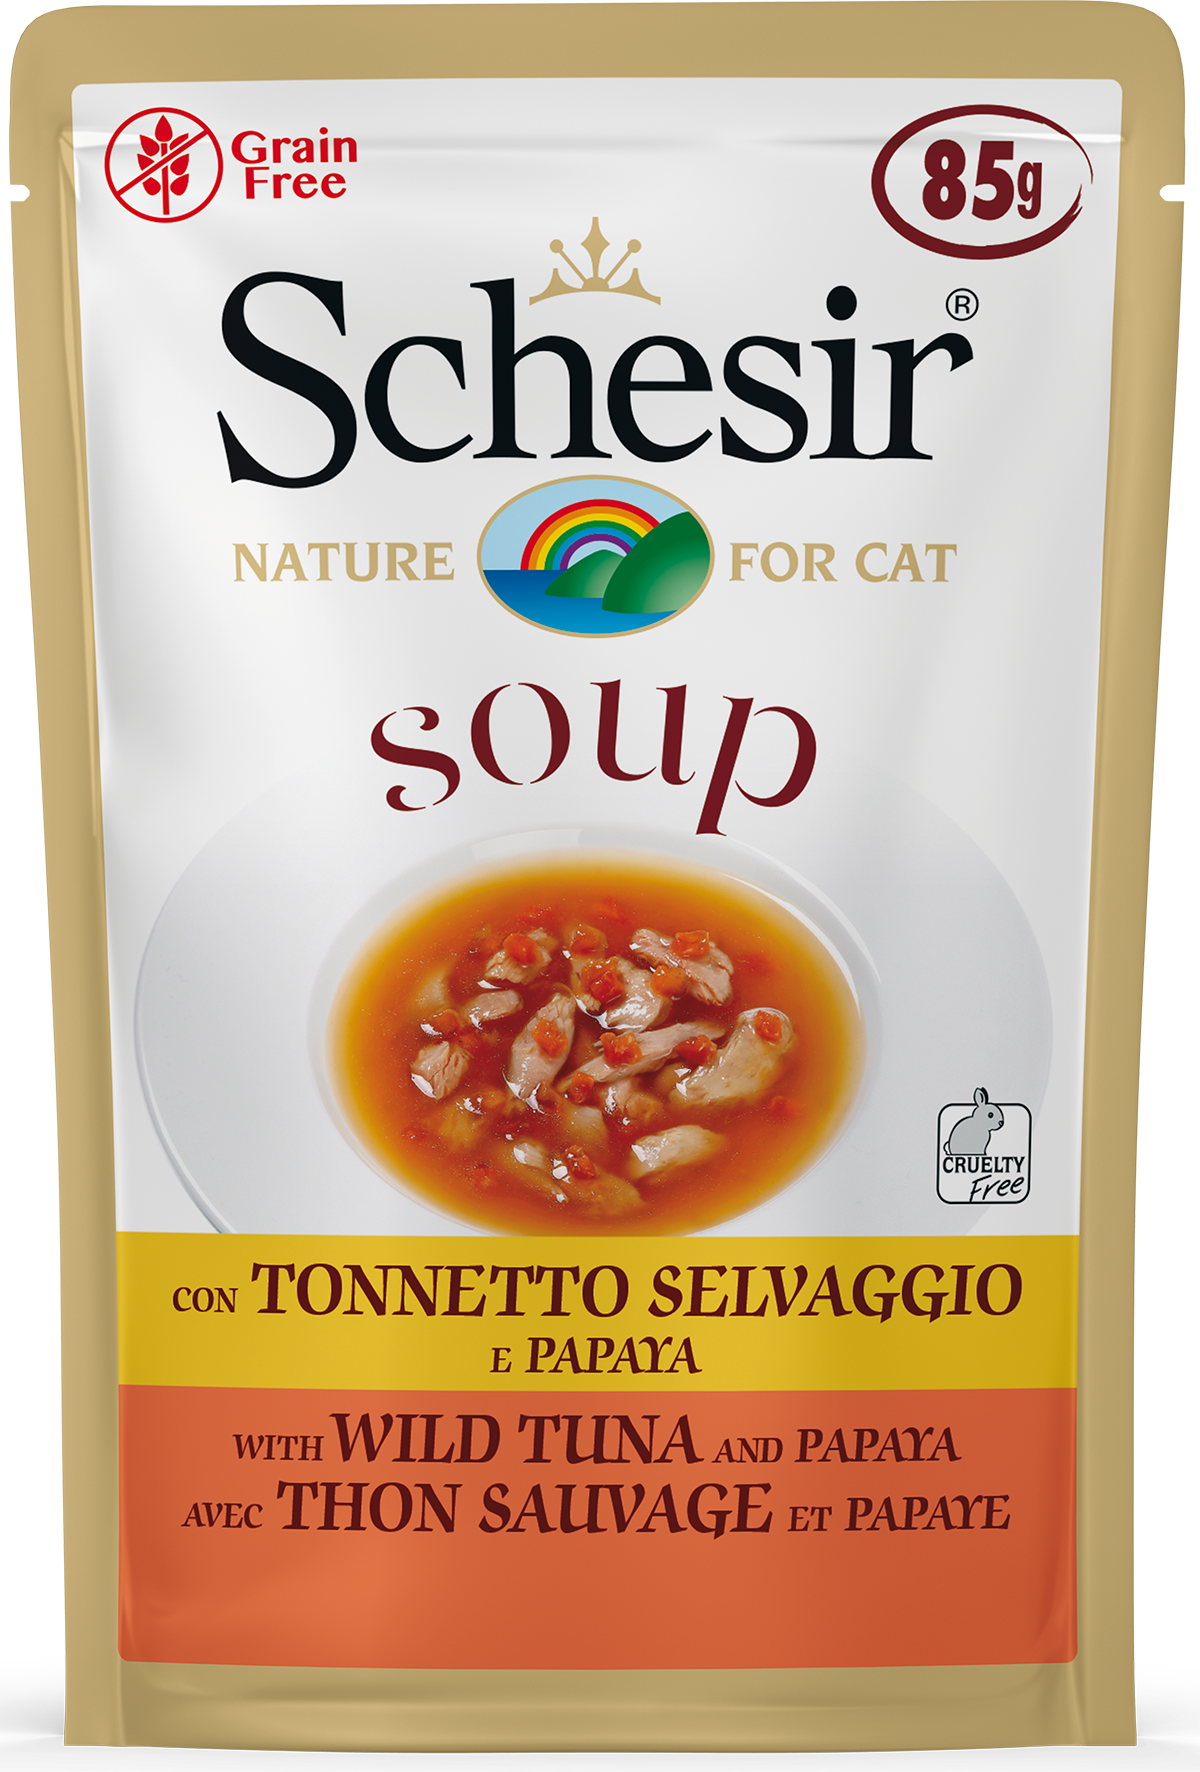 Grain
Free
85g
Schesir®
NATURE FOR CAT
soup
CRUELTY
Free
CON TONNETTO SELVAGGIO
E PAPAYA
WITH WILD TUNA AND PAPAYA
AVEC THON SAUVAGE ET PAPAYE